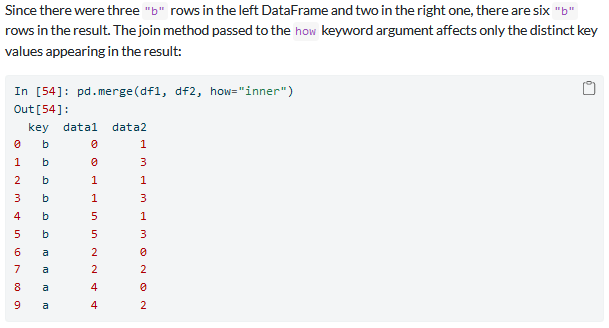 Since there were three "b" rows in the left DataFrame and two in the right one, there are six "b"
rows in the result. The join method passed to the how keyword argument affects only the distinct key
values appearing in the result:
In [54]: pd.merge(df1, df2, how="inner")
Out[54]:
  key  data1  data2
0   b      0      1
1   b      0      3
2   b      1      1
3   b      1      3
4   b      5      1
5   b      5      3
6   a      2      0
7   a      2      2
8   a      4      0
9   a      4      2